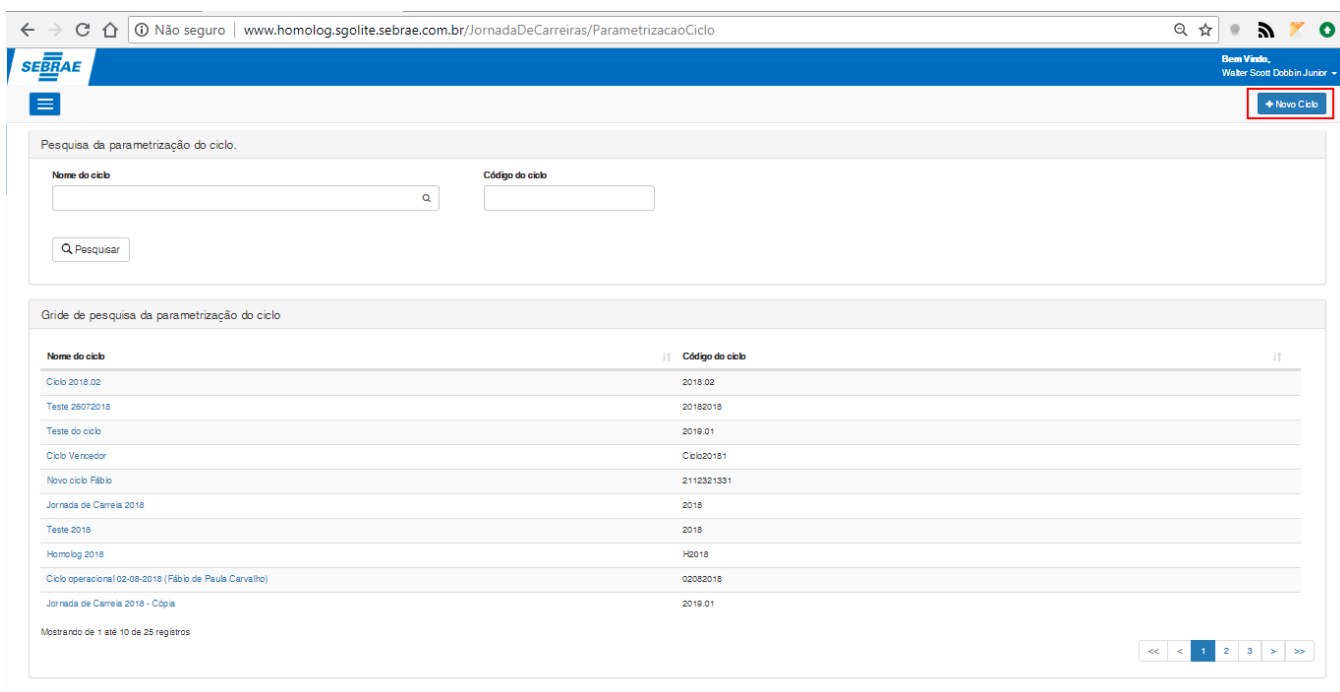 Não seguro | www.homolog.sgolite.sebrae.com.br/JornadaDeCarreiras/ParametrizacaoCiclo
SEBRAE
Bem Vindo,
Walter Scott Dobbin Junior
+ Novo Ciclo
Pesquisa da parametrização do ciclo.
Nome do ciclo Código do ciclo
Pesquisar
Gride de pesquisa da parametrização do ciclo
Nome do ciclo Código do ciclo
Ciclo 2018.02 2018.02
Teste 26072018 20182018
Teste do ciclo 2019.01
Ciclo Vencedor Ciclo20181
Novo ciclo Fábio 2112321331
Jornada de Carreia 2018 2018
Teste 2018 2018
Homolog 2018 H2018
Ciclo operacional 02-08-2018 (Fábio de Paula Carvalho) 02082018
Jornada de Carreia 2018 - Cópia 2019.01
Mostrando de 1 até 10 de 25 registros
<< < 1 2 3 > >>